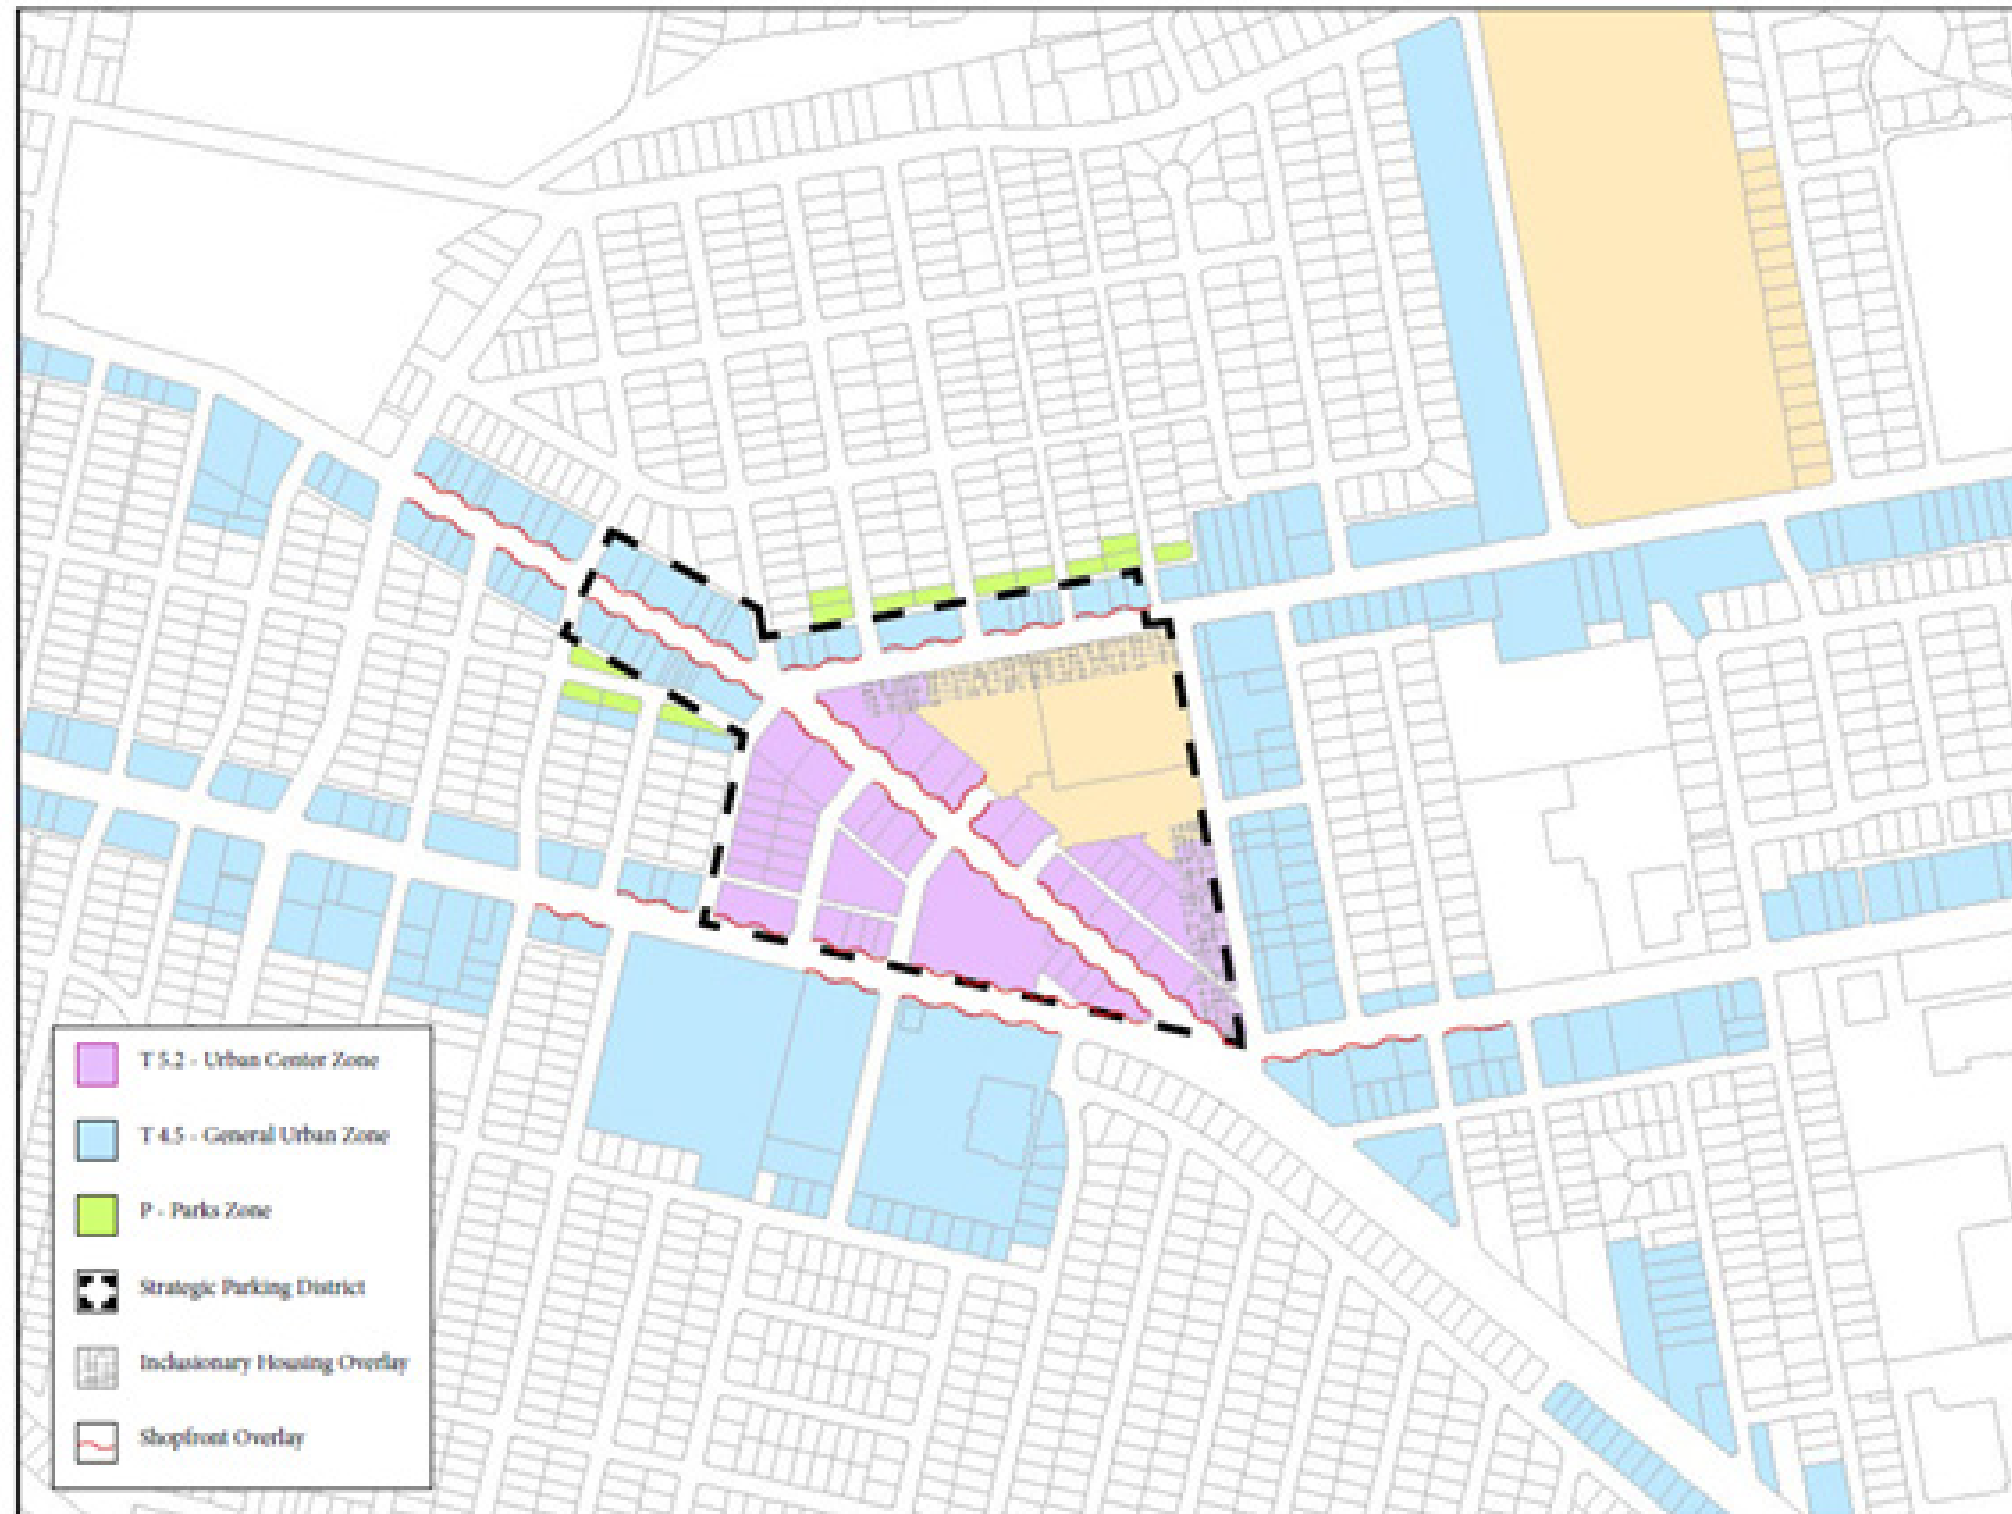 T 5.2 - Urban Center Zone
T 4.5 - General Urban Zone
P - Parks Zone
Strategic Parking District
Inclusionary Housing Overlay
Shopfront Overlay